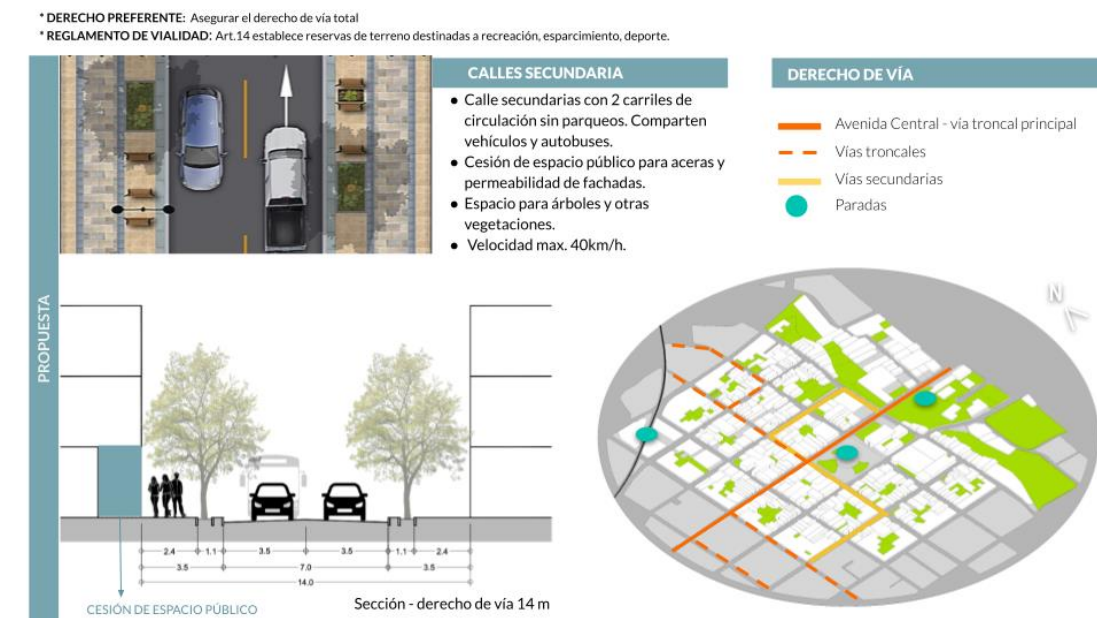 * DERECHO PREFERENTE: Asegurar el derecho de vía total
* REGLAMENTO DE VIALIDAD: Art.14 establece reservas de terreno destinadas a recreación, esparcimiento, deporte.
PROPUESTA
CALLES SECUNDARIA
● Calle secundarias con 2 carriles de
circulación sin parqueos. Comparten
vehículos y autobuses.
● Cesión de espacio público para aceras y
permeabilidad de fachadas.
● Espacio para árboles y otras
vegetaciones.
● Velocidad max. 40km/h.
DERECHO DE VÍA
Avenida Central - vía troncal principal
Vías troncales
Vías secundarias
Paradas
N
2.4 1.1 3.5 3.5 1.1 2.4
3.5 7.0 3.5
14.0
CESIÓN DE ESPACIO PÚBLICO
Sección - derecho de vía 14 m